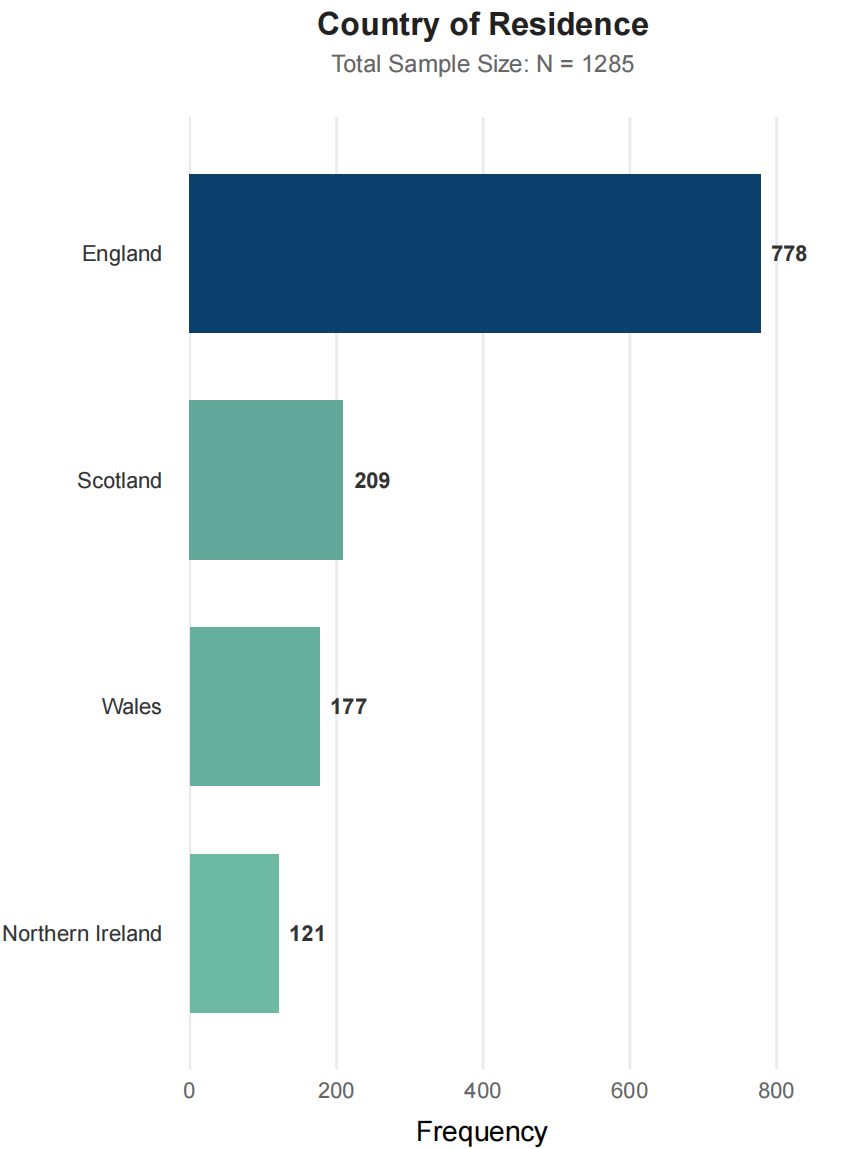 Country of Residence
Total Sample Size: N = 1285
England
778
Scotland
209
Wales
177
Northern Ireland
121
0 200 400 600 800
Frequency